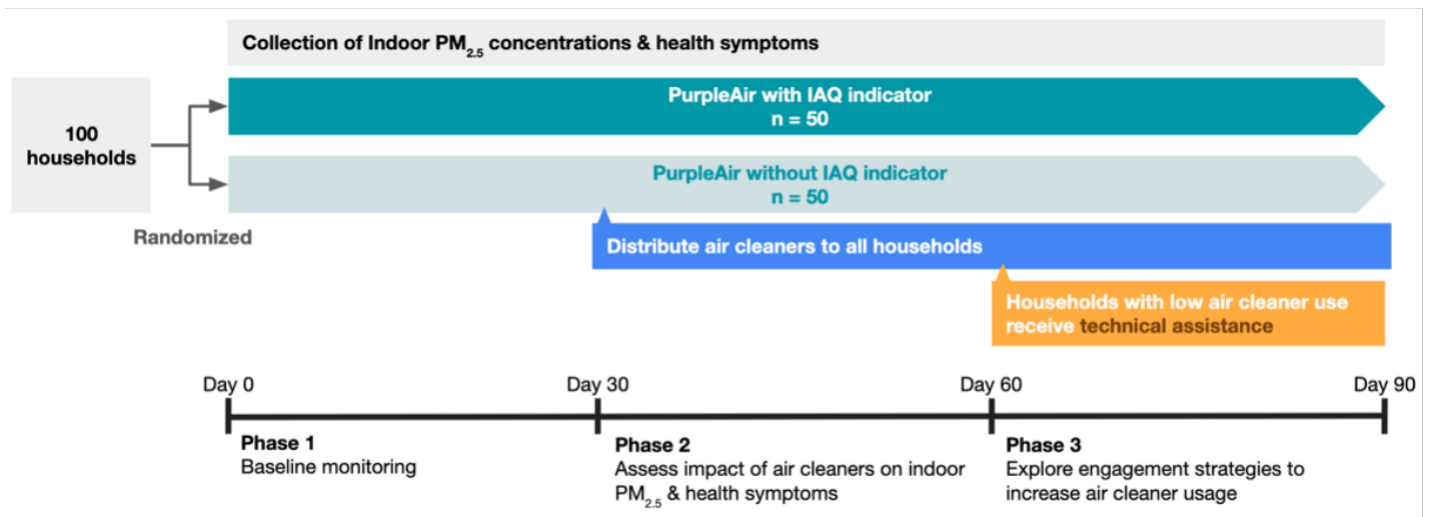 Collection of Indoor PM2.5 concentrations & health symptoms
100
households
Randomized
PurpleAir with IAQ indicator
n = 50
PurpleAir without IAQ indicator
n = 50
Distribute air cleaners to all households
Households with low air cleaner use
receive technical assistance
Day 0
Day 30
Day 60
Day 90
Phase 1
Baseline monitoring
Phase 2
Assess impact of air cleaners on indoor
PM2.5 & health symptoms
Phase 3
Explore engagement strategies to
increase air cleaner usage